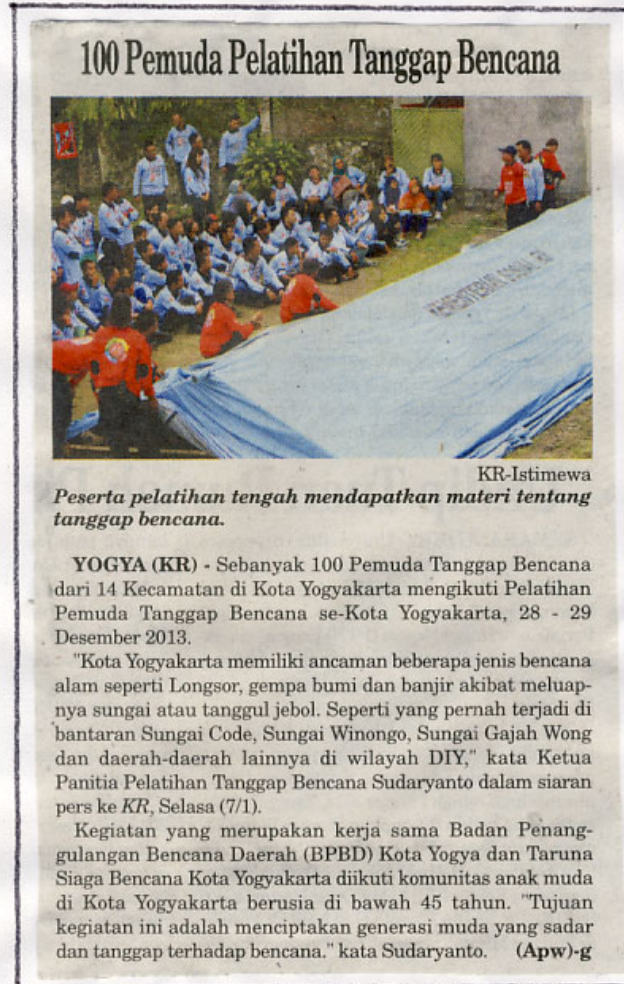 100 Pemuda Pelatihan Tanggap Bencana
KEMENTERIAN SOSIAL RI
KR-Istimewa
Peserta pelatihan tengah mendapatkan materi tentang
tanggap bencana.
YOGYA (KR) - Sebanyak 100 Pemuda Tanggap Bencana
dari 14 Kecamatan di Kota Yogyakarta mengikuti Pelatihan
Pemuda Tanggap Bencana se-Kota Yogyakarta, 28 - 29
Desember 2013.
"Kota Yogyakarta memiliki ancaman beberapa jenis bencana
alam seperti Longsor, gempa bumi dan banjir akibat meluap-
nya sungai atau tanggul jebol. Seperti yang pernah terjadi di
bantaran Sungai Code, Sungai Winongo, Sungai Gajah Wong
dan daerah-daerah lainnya di wilayah DIY," kata Ketua
Panitia Pelatihan Tanggap Bencana Sudaryanto dalam siaran
pers ke KR, Selasa (7/1).
Kegiatan yang merupakan kerja sama Badan Penang-
gulangan Bencana Daerah (BPBD) Kota Yogya dan Taruna
Siaga Bencana Kota Yogyakarta diikuti komunitas anak muda
di Kota Yogyakarta berusia di bawah 45 tahun. "Tujuan
kegiatan ini adalah menciptakan generasi muda yang sadar
dan tanggap terhadap bencana." kata Sudaryanto. (Apw)-g